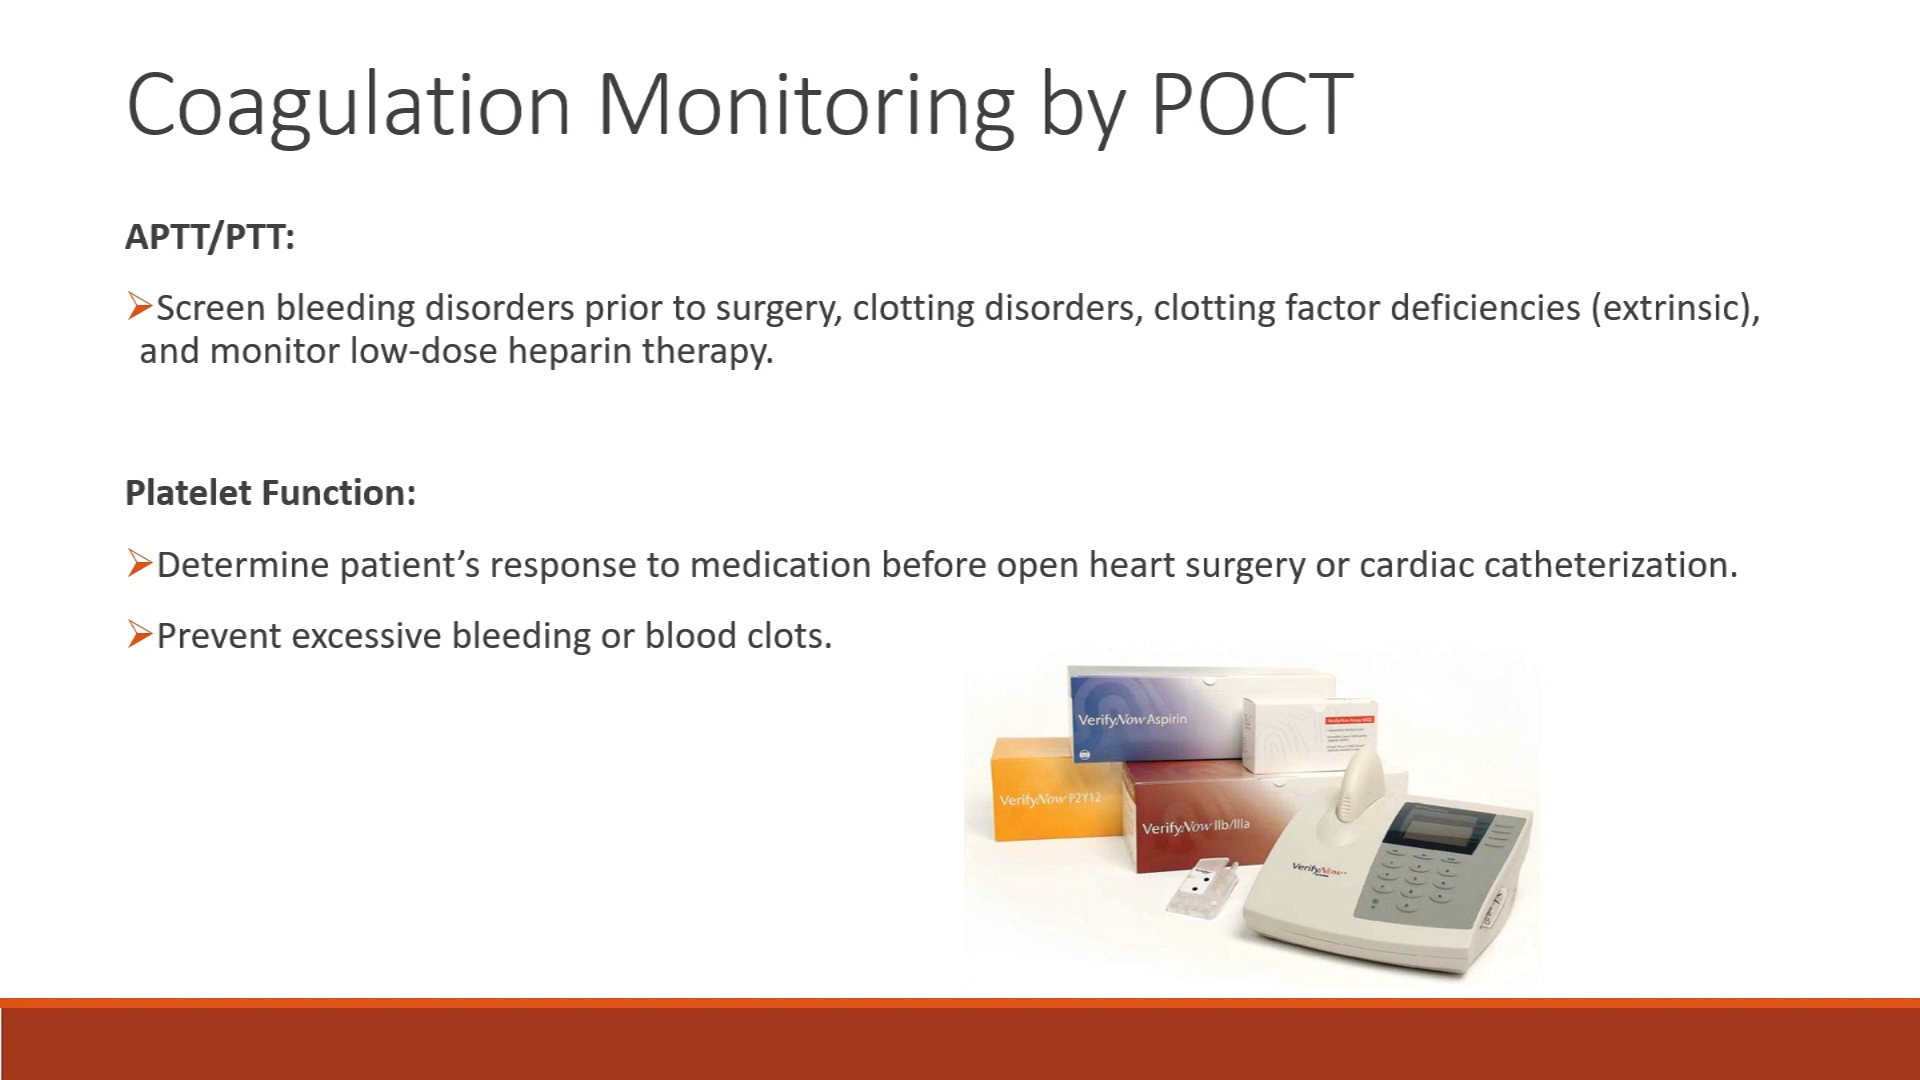 Coagulation Monitoring by POCT
APTT/PTT:
➢Screen bleeding disorders prior to surgery, clotting disorders, clotting factor deficiencies (extrinsic),
and monitor low-dose heparin therapy.
Platelet Function:
➢Determine patient’s response to medication before open heart surgery or cardiac catheterization.
➢Prevent excessive bleeding or blood clots.
VerifyNow Aspirin
VerifyNow P2Y12
VerifyNow IIb/IIIa
VerifyNow